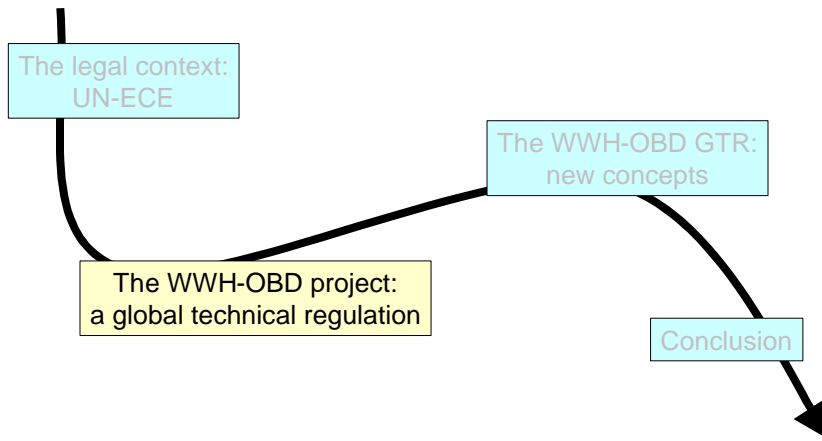 The legal context:
UN-ECE
The WWH-OBD GTR:
new concepts
The WWH-OBD project:
a global technical regulation
Conclusion